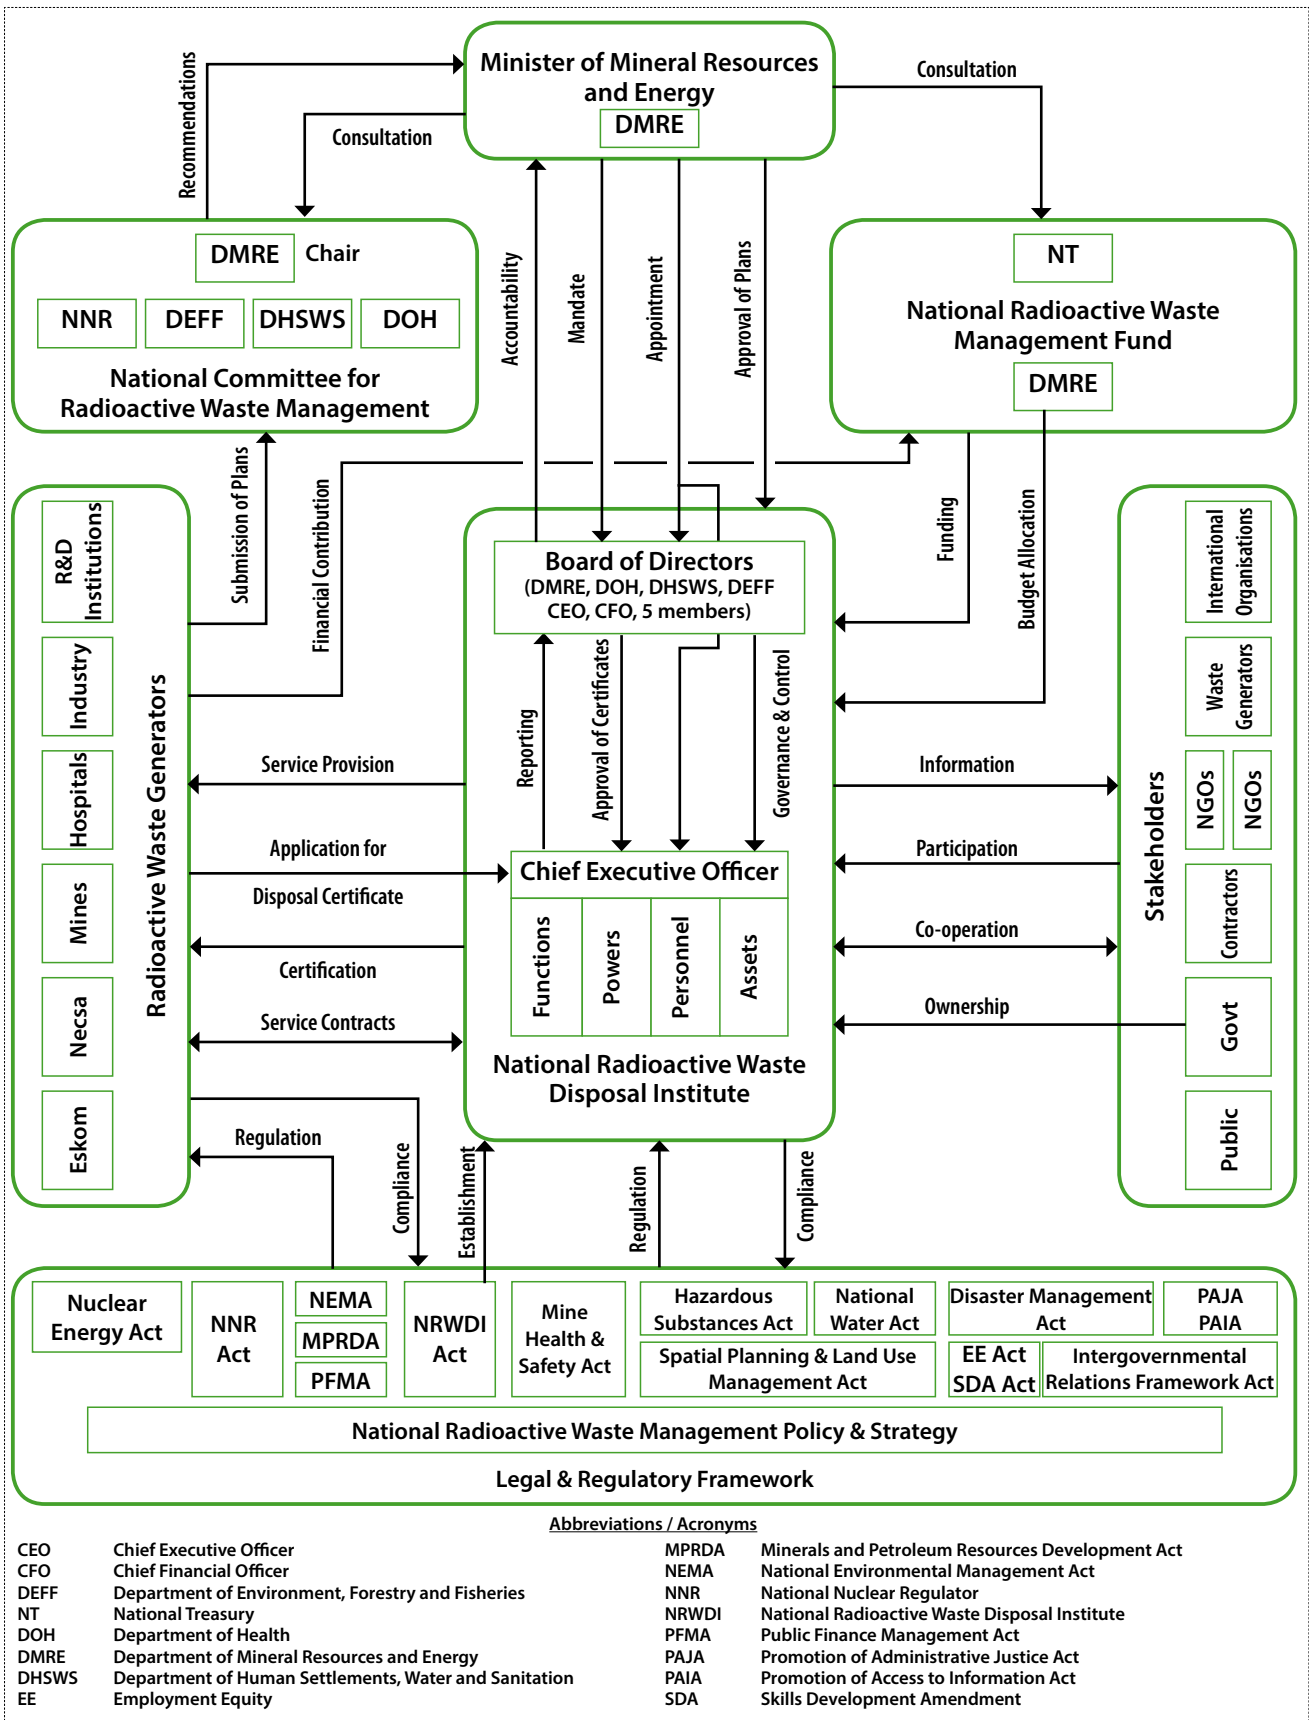 Minister of Mineral Resources
and Energy
DMRE
Recommendations
Consultation
Consultation
DMRE Chair
NNR DEFF DHSWS DOH
National Committee for
Radioactive Waste Management
Accountability
Mandate
Appointment
Approval of Plans
NT
National Radioactive Waste
Management Fund
DMRE
Submission of Plans
Financial Contribution
Funding
Budget Allocation
Radioactive Waste Generators
R&D
Institutions
Industry
Hospitals
Mines
Necsa
Eskom
Board of Directors
(DMRE, DOH, DHSWS, DEFF
CEO, CFO, 5 members)
Reporting
Approval of Certificates
Governance & Control
Chief Executive Officer
Functions
Powers
Personnel
Assets
National Radioactive Waste
Disposal Institute
Service Provision
Application for
Disposal Certificate
Certification
Service Contracts
Information
Participation
Co-operation
Ownership
Stakeholders
International
Organisations
Waste
Generators
NGOs
NGOs
Contractors
Govt
Public
Regulation
Compliance
Establishment
Regulation
Compliance
Nuclear
Energy Act
NNR
Act
NEMA
MPRDA
PFMA
NRWDI
Act
Mine
Health &
Safety Act
Hazardous
Substances Act
National
Water Act
Spatial Planning & Land Use
Management Act
Disaster Management
Act
PAJA
PAIA
EE Act
SDA Act
Intergovernmental
Relations Framework Act
National Radioactive Waste Management Policy & Strategy
Legal & Regulatory Framework
Abbreviations / Acronyms
CEO Chief Executive Officer
CFO Chief Financial Officer
DEFF Department of Environment, Forestry and Fisheries
NT National Treasury
DOH Department of Health
DMRE Department of Mineral Resources and Energy
DHSWS Department of Human Settlements, Water and Sanitation
EE Employment Equity
MPRDA Minerals and Petroleum Resources Development Act
NEMA National Environmental Management Act
NNR National Nuclear Regulator
NRWDI National Radioactive Waste Disposal Institute
PFMA Public Finance Management Act
PAJA Promotion of Administrative Justice Act
PAIA Promotion of Access to Information Act
SDA Skills Development Amendment